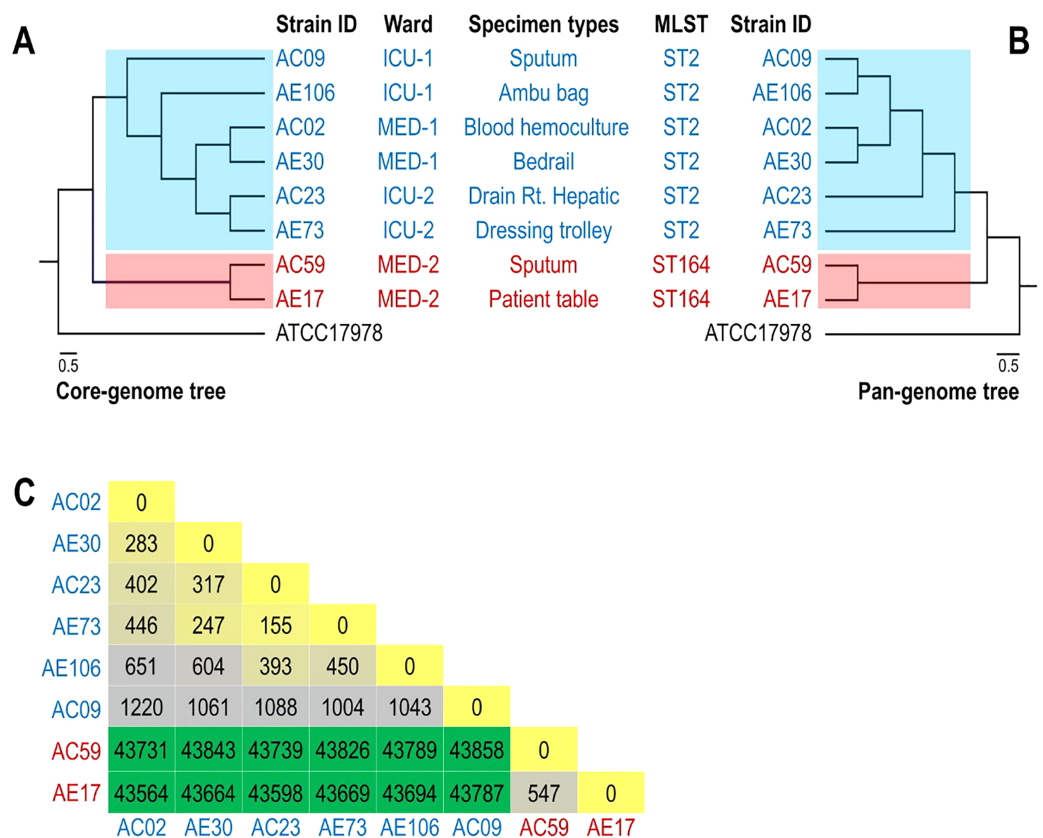 A Strain ID Ward Specimen types MLST Strain ID B
AC09 ICU-1 Sputum ST2 AC09
AE106 ICU-1 Ambu bag ST2 AE106
AC02 MED-1 Blood hemoculture ST2 AC02
AE30 MED-1 Bedrail ST2 AE30
AC23 ICU-2 Drain Rt. Hepatic ST2 AC23
AE73 ICU-2 Dressing trolley ST2 AE73
AC59 MED-2 Sputum ST164 AC59
AE17 MED-2 Patient table ST164 AE17
ATCC17978 ATCC17978
0.5 0.5
Core-genome tree Pan-genome tree
C
AC02 0
AE30 283 0
AC23 402 317 0
AE73 446 247 155 0
AE106 651 604 393 450 0
AC09 1220 1061 1088 1004 1043 0
AC59 43731 43843 43739 43826 43789 43858 0
AE17 43564 43664 43598 43669 43694 43787 547 0
AC02 AE30 AC23 AE73 AE106 AC09 AC59 AE17